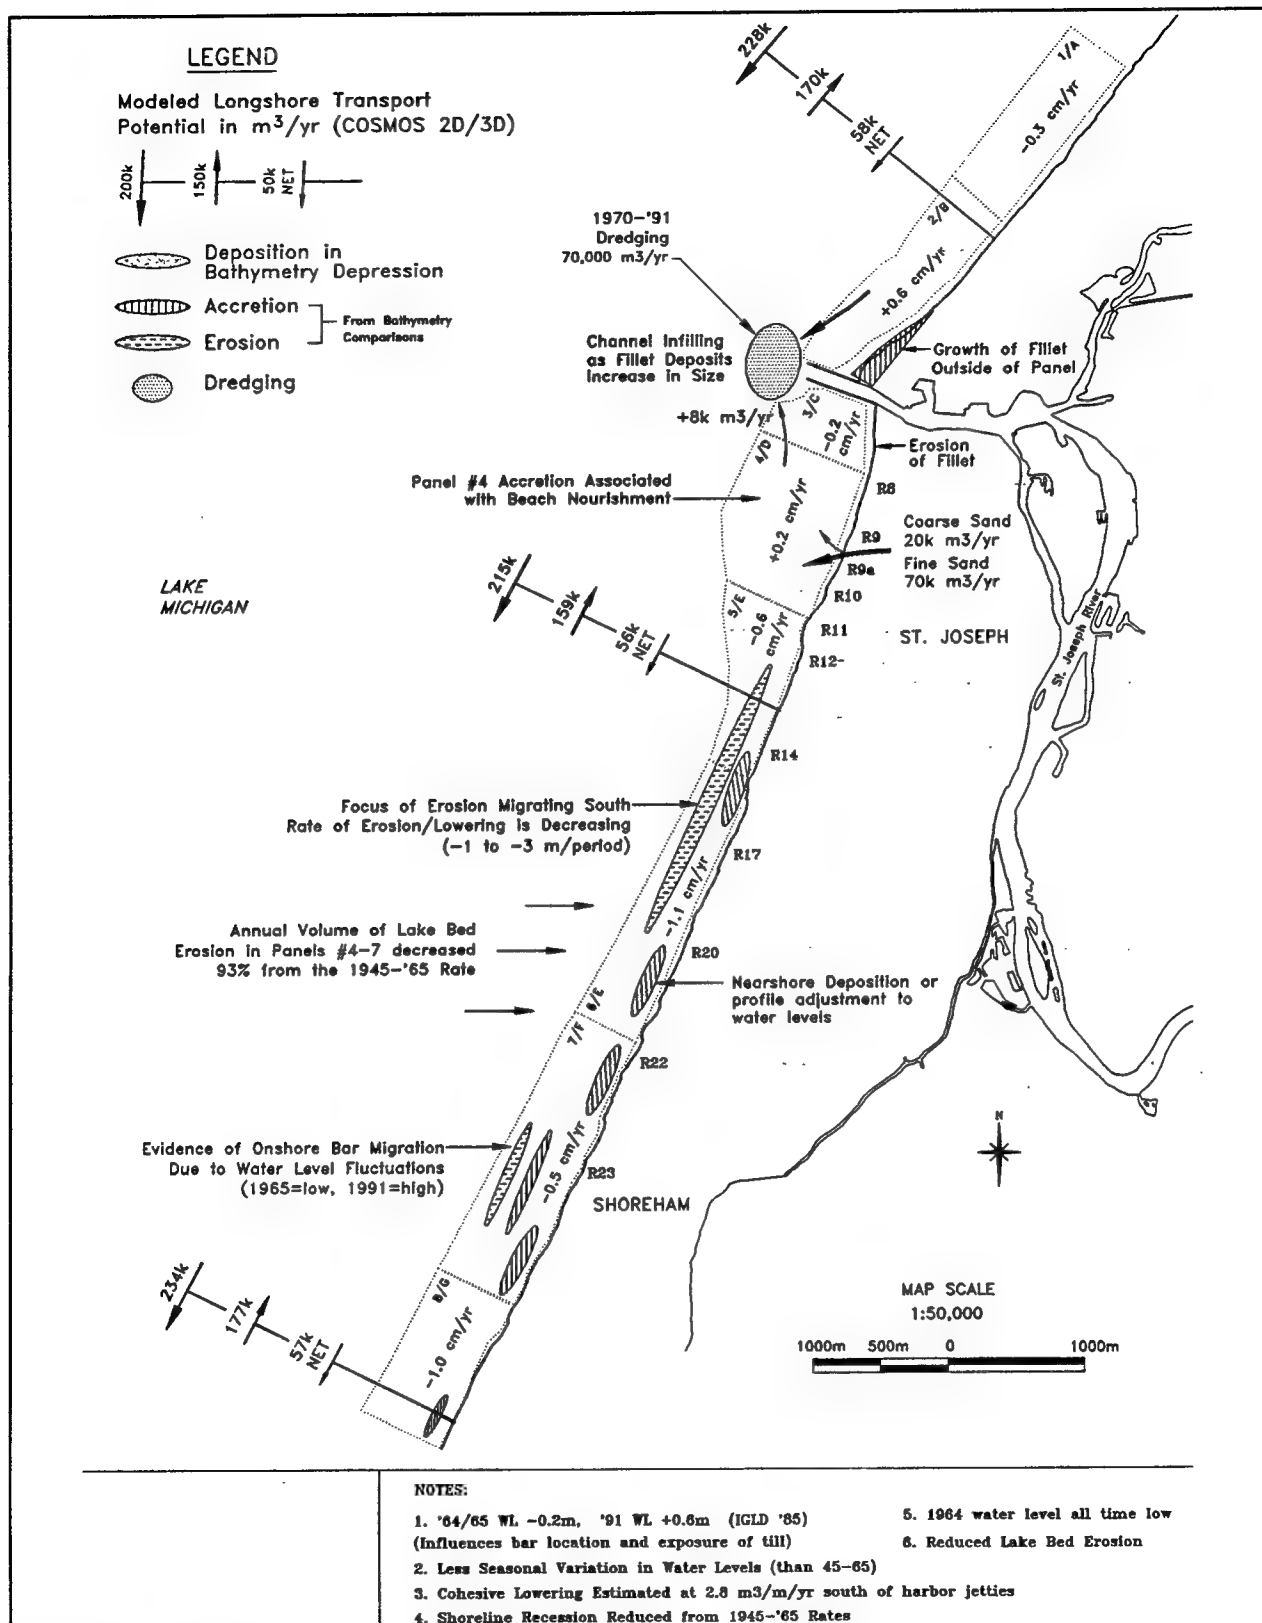 LEGEND
Modeled Longshore Transport
Potential in m³/yr (COSMOS 2D/3D)
200k
150k
50k
NET
Deposition in
Bathymetry Depression
Accretion
Erosion
From Bathymetry
Comparisons
Dredging
228k
170k
58k
NET
1/A
-0.3 cm/yr
2/B
+0.6 cm/yr
1970-'91
Dredging
70,000 m3/yr
Channel Infilling
as Fillet Deposits
Increase in Size
Growth of Fillet
Outside of Panel
+8k m3/yr
3/C
-0.2
cm/yr
Erosion
of Fillet
4/D
Panel #4 Accretion Associated
with Beach Nourishment
+0.2 cm/yr
R8
R9
R9a
R10
R11
R12-
Coarse Sand
20k m3/yr
Fine Sand
70k m3/yr
LAKE
MICHIGAN
215k
159k
56k
NET
5/E
-0.6
cm/yr
ST. JOSEPH
St. Joseph River
R14
Focus of Erosion Migrating South
Rate of Erosion/Lowering is Decreasing
(-1 to -3 m/period)
R17
-1.1 cm/yr
Annual Volume of Lake Bed
Erosion in Panels #4-7 decreased
93% from the 1945-'65 Rate
R20
Nearshore Deposition or
profile adjustment to
water levels
6/E
7/F
R22
Evidence of Onshore Bar Migration
Due to Water Level Fluctuations
(1965=low, 1991=high)
-0.5 cm/yr
R23
SHOREHAM
N
234k
177k
57k
NET
8/G
-1.0 cm/yr
MAP SCALE
1:50,000
1000m 500m 0 1000m
NOTES:
1. '64/65 WL -0.2m, '91 WL +0.6m (IGLD '85)
(Influences bar location and exposure of till)
2. Less Seasonal Variation in Water Levels (than 45-65)
3. Cohesive Lowering Estimated at 2.8 m3/m/yr south of harbor jetties
4. Shoreline Recession Reduced from 1945-'65 Rates
5. 1964 water level all time low
6. Reduced Lake Bed Erosion